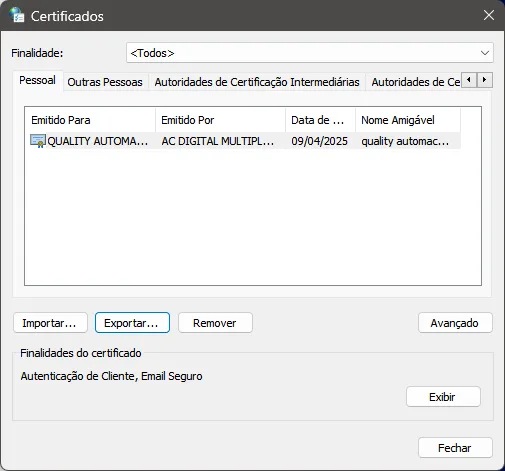 Certificados
Finalidade: <Todos>
Pessoal Outras Pessoas Autoridades de Certificação Intermediárias Autoridades de Ce
Emitido Para Emitido Por Data de ... Nome Amigável
QUALITY AUTOMA... AC DIGITAL MULTIPL... 09/04/2025 quality automac...
Importar... Exportar... Remover Avançado
Finalidades do certificado
Autenticação de Cliente, Email Seguro
Exibir
Fechar